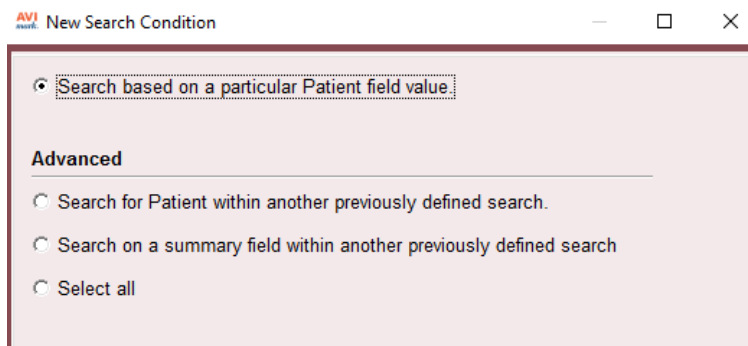 AVI
mark
New Search Condition
Search based on a particular Patient field value.
Advanced
Search for Patient within another previously defined search.
Search on a summary field within another previously defined search
Select all